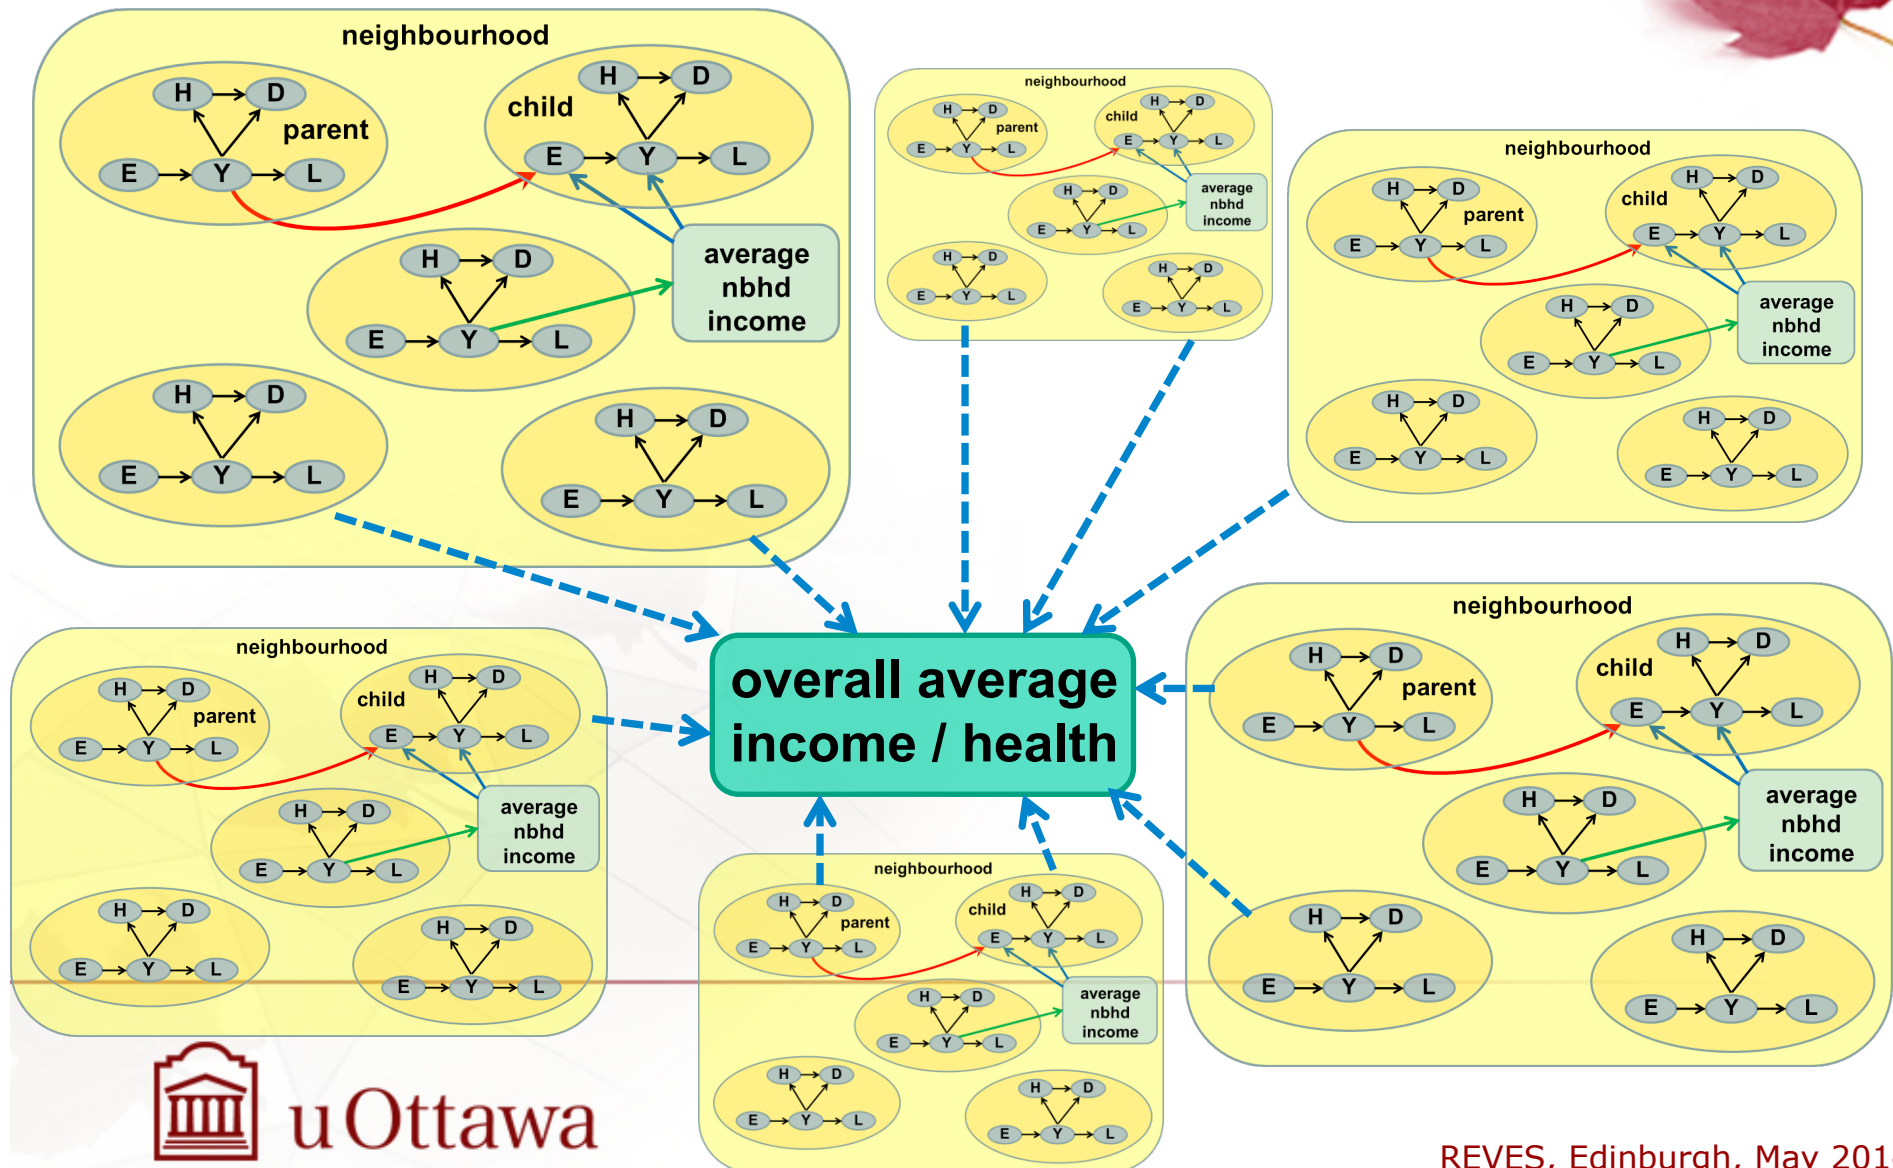 neighbourhood
H D
parent
E Y L
H D
child
E Y L
H D
E Y L
average
nbhd
income
H D
E Y L
H D
E Y L
neighbourhood
H D
parent
E Y L
H D
child
E Y L
H D
E Y L
average
nbhd
income
H D
E Y L
H D
E Y L
neighbourhood
H D
parent
E Y L
H D
child
E Y L
H D
E Y L
average
nbhd
income
H D
E Y L
H D
E Y L
overall average
income / health
neighbourhood
H D
parent
E Y L
H D
child
E Y L
H D
E Y L
average
nbhd
income
H D
E Y L
H D
E Y L
neighbourhood
H D
parent
E Y L
H D
child
E Y L
H D
E Y L
average
nbhd
income
H D
E Y L
H D
E Y L
neighbourhood
H D
parent
E Y L
H D
child
E Y L
H D
E Y L
average
nbhd
income
H D
E Y L
H D
E Y L
uOttawa
REVES, Edinburgh, May